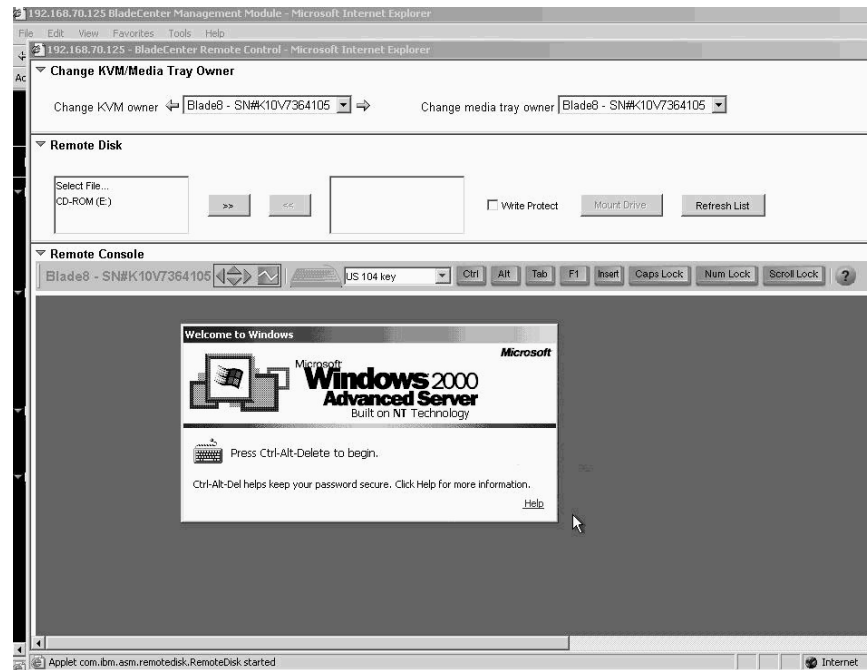 192.168.70.125 BladeCenter Management Module - Microsoft Internet Explorer
File Edit View Favorites Tools Help
192.168.70.125 - BladeCenter Remote Control - Microsoft Internet Explorer
Ac
Change KVM/Media Tray Owner
Change KVM owner Blade8 - SN#K10V7364105 Change media tray owner Blade8 - SN#K10V7364105
Remote Disk
Select File...
CD-ROM (E:)
>> << Write Protect Mount Drive Refresh List
Remote Console
Blade8 - SN#K10V7364105 US 104 key Ctrl Alt Tab F1 Insert Caps Lock Num Lock Scroll Lock ?
Welcome to Windows
Microsoft
Microsoft
Windows 2000
Advanced Server
Built on NT Technology
Press Ctrl-Alt-Delete to begin.
Ctrl-Alt-Del helps keep your password secure. Click Help for more information.
Help
Applet com.ibm.asm.remotedisk.RemoteDisk started Internet